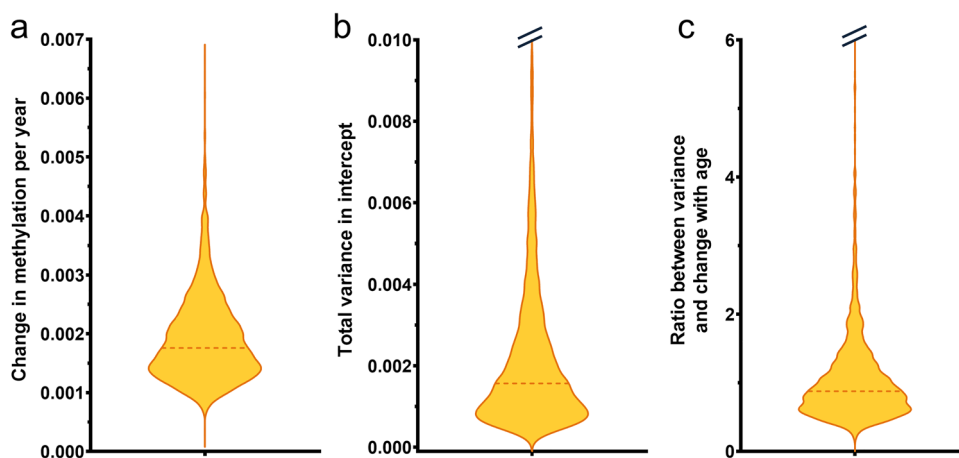 a
Change in methylation per year
0.007
0.006
0.005
0.004
0.003
0.002
0.001
0.000
b
Total variance in intercept
0.010
0.008
0.006
0.004
0.002
0.000
c
Ratio between variance
and change with age
6
4
2
0